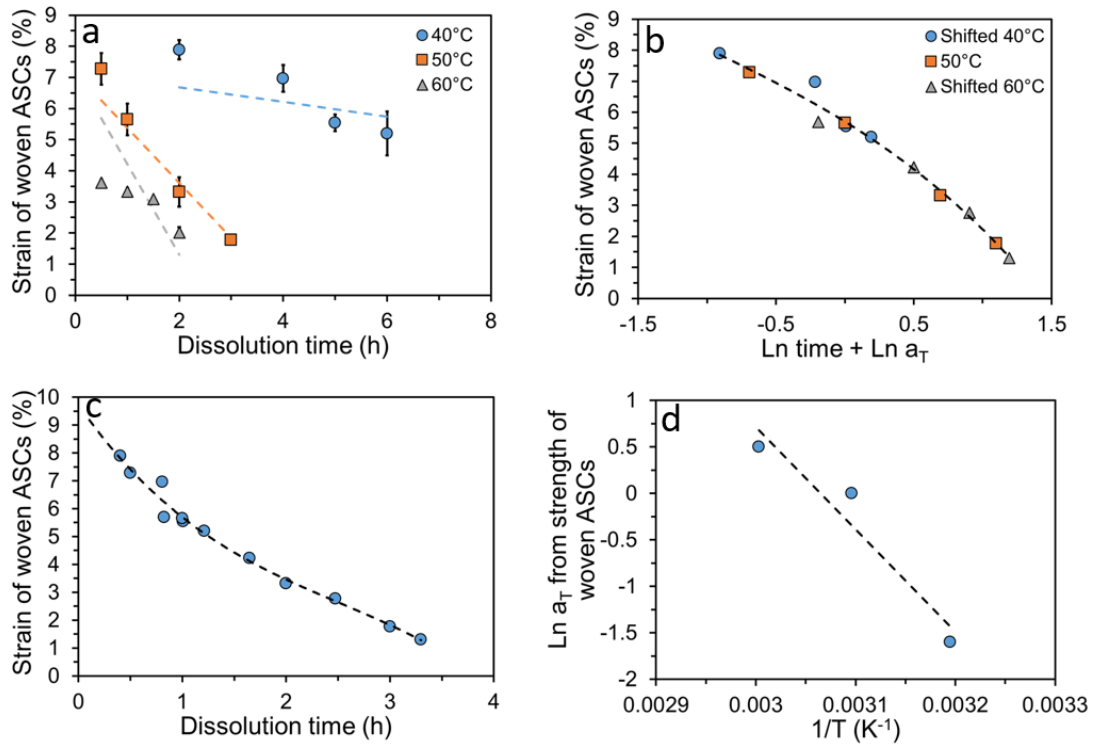 a
Strain of woven ASCs (%)
9
8
7
6
5
4
3
2
1
0
40°C
50°C
60°C
0 2 4 6 8
Dissolution time (h)
b
Strain of woven ASCs (%)
9
8
7
6
5
4
3
2
1
0
Shifted 40°C
50°C
Shifted 60°C
-1.5 -0.5 0.5 1.5
Ln time + Ln aT
c
Strain of woven ASCs (%)
10
9
8
7
6
5
4
3
2
1
0
0 1 2 3 4
Dissolution time (h)
d
Ln aT from strength of
woven ASCs
1
0.5
0
-0.5
-1
-1.5
-2
0.0029 0.003 0.0031 0.0032 0.0033
1/T (K-1)